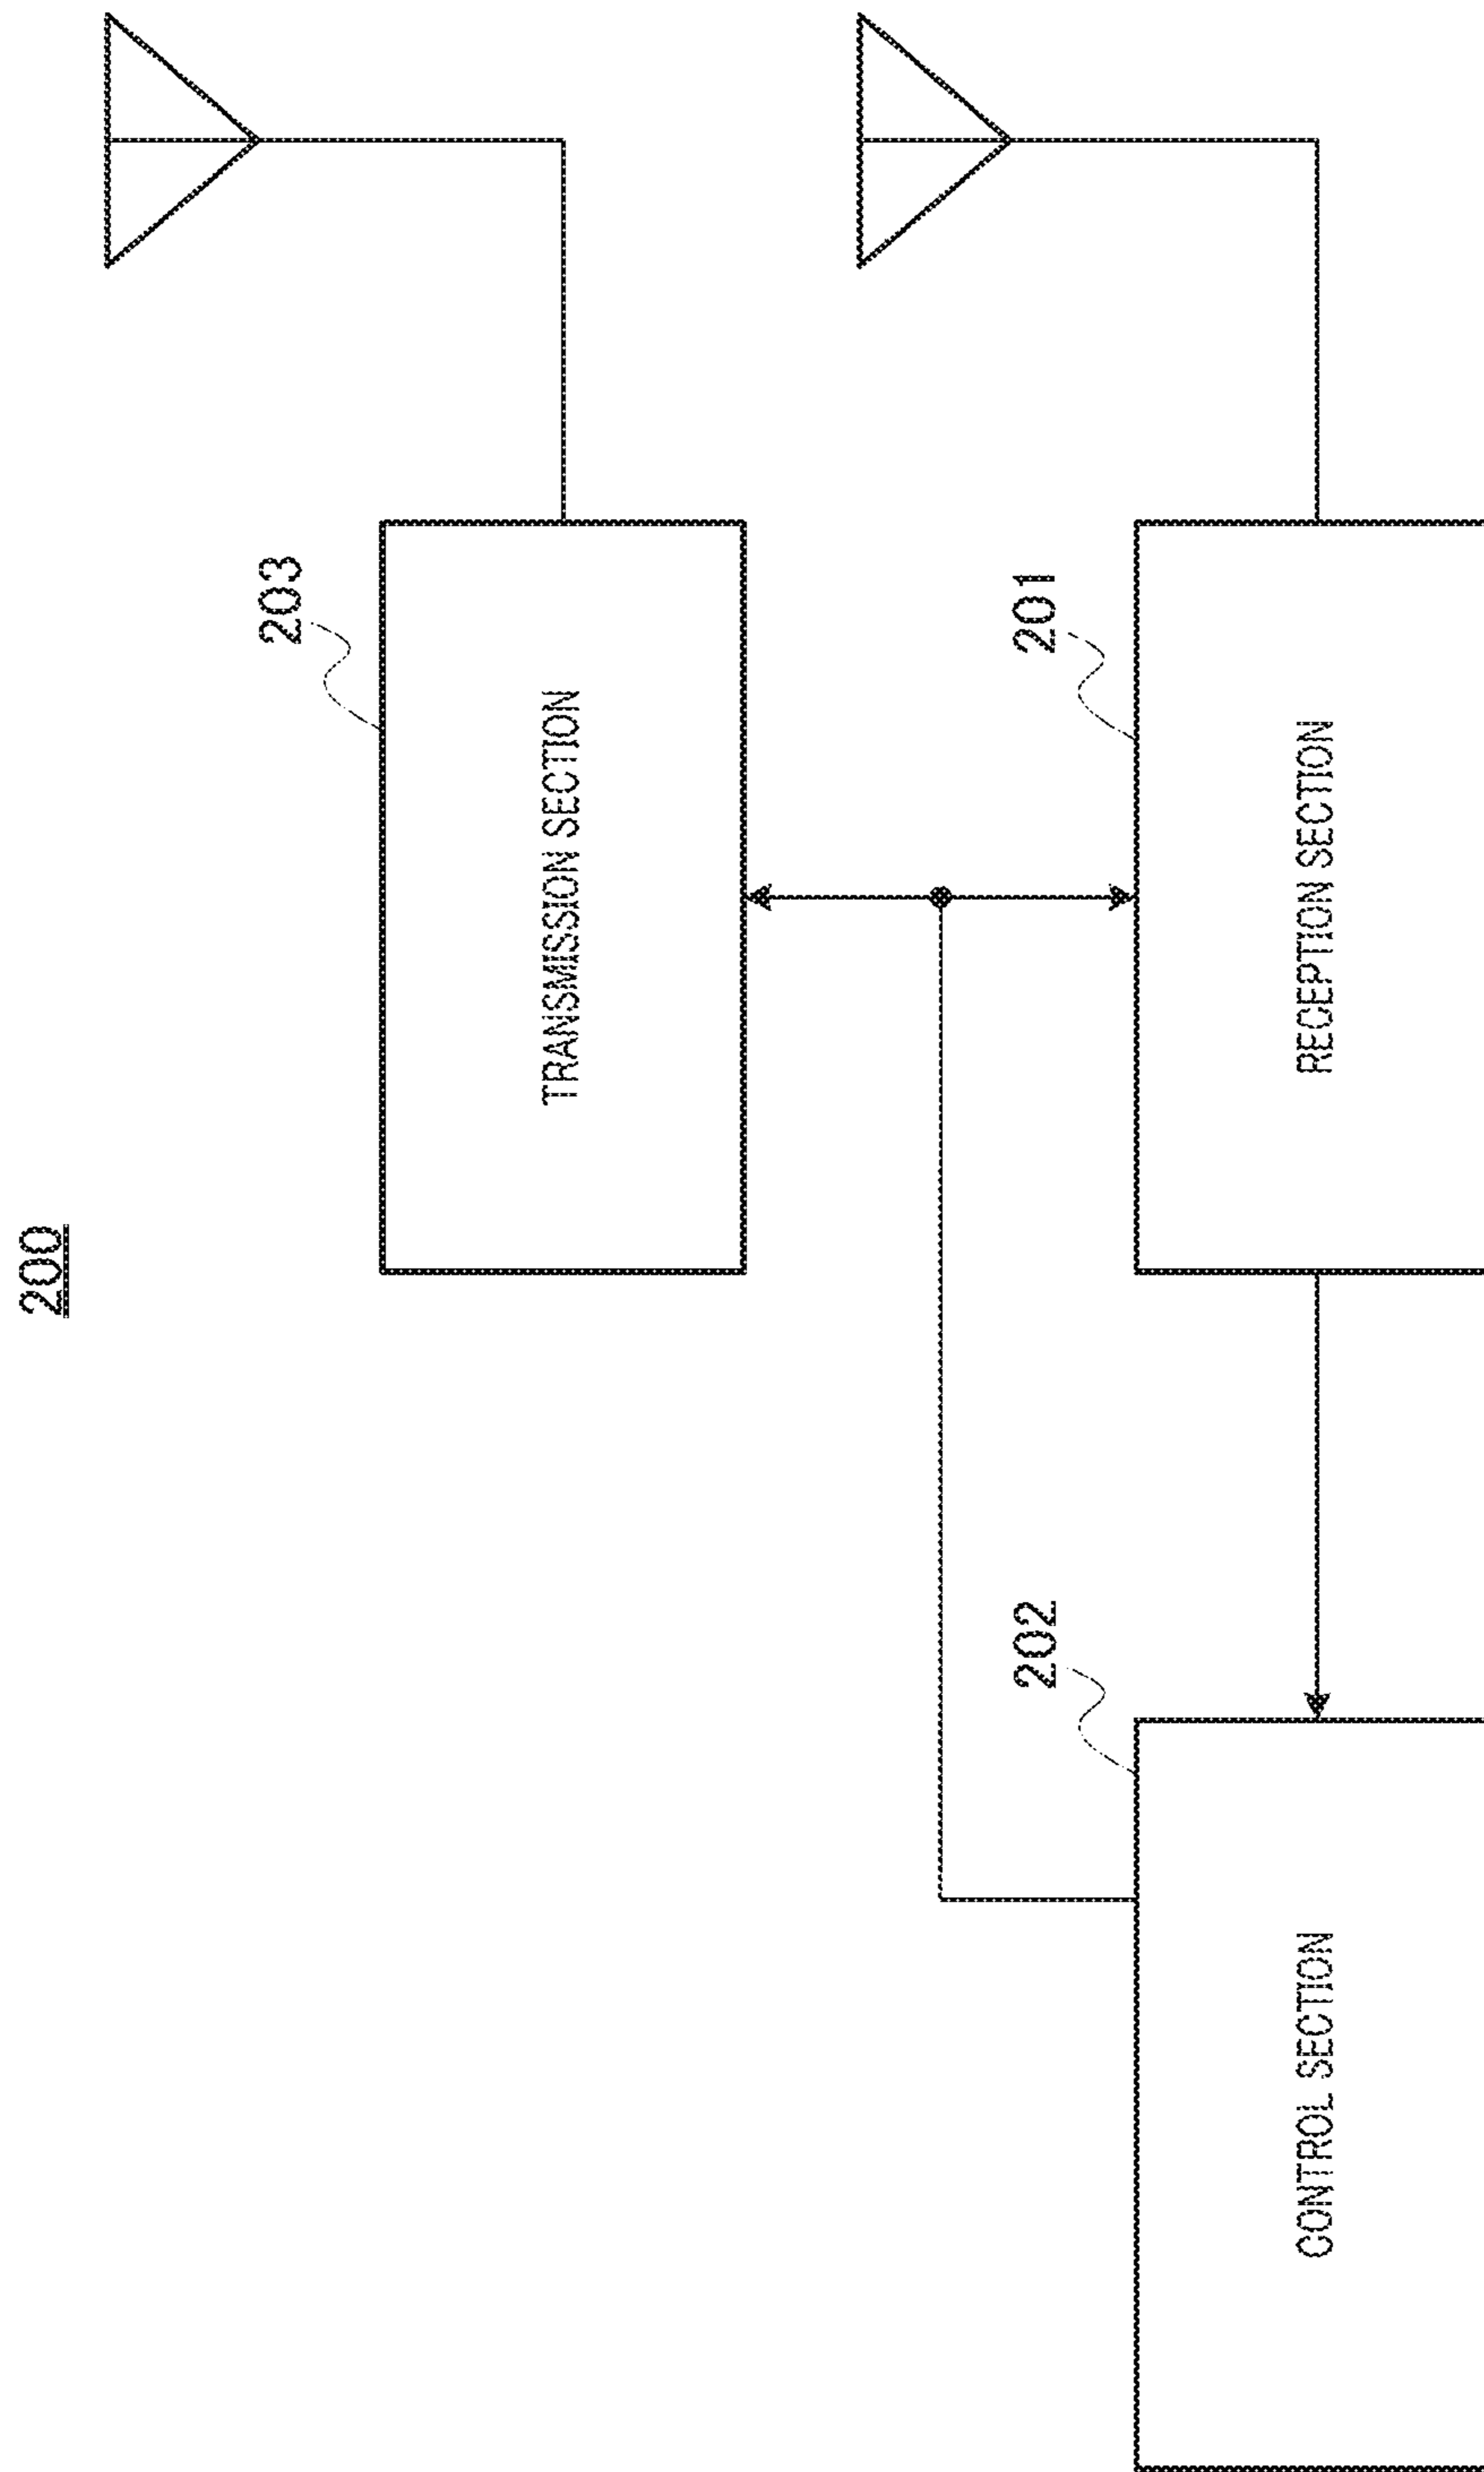 200
203
TRANSMISSION SECTION
202
201
CONTROL SECTION
RECEPTION SECTION